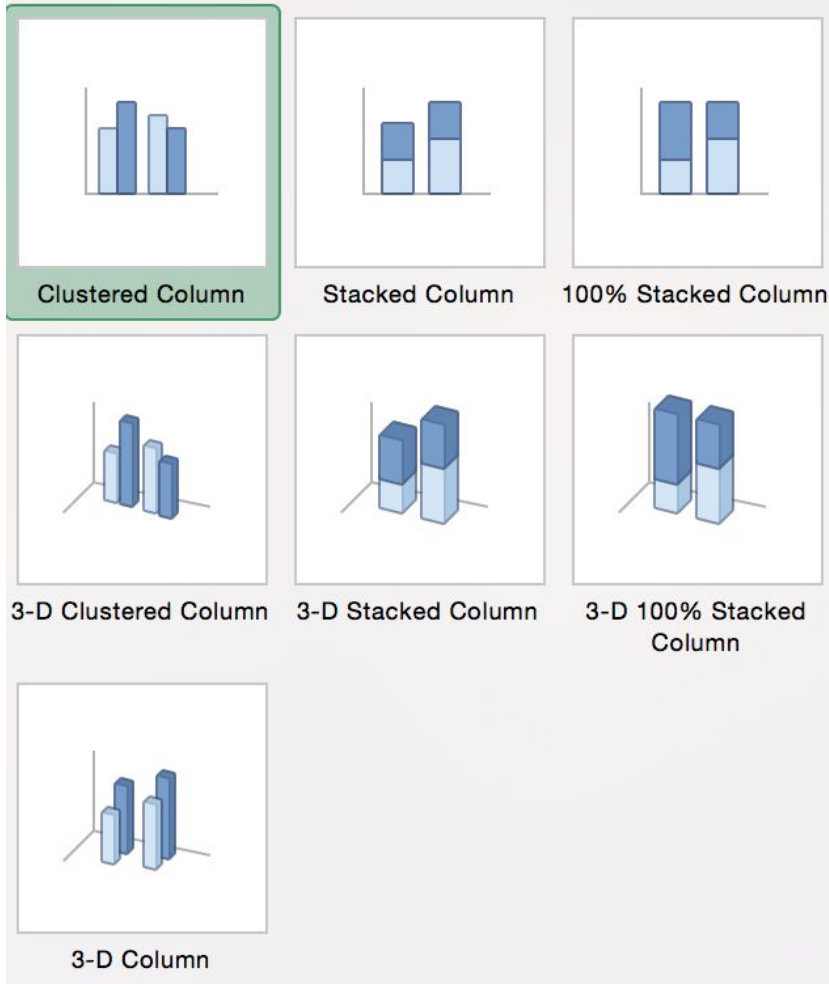 Clustered Column
Stacked Column
100% Stacked Column
3-D Clustered Column
3-D Stacked Column
3-D 100% Stacked
Column
3-D Column